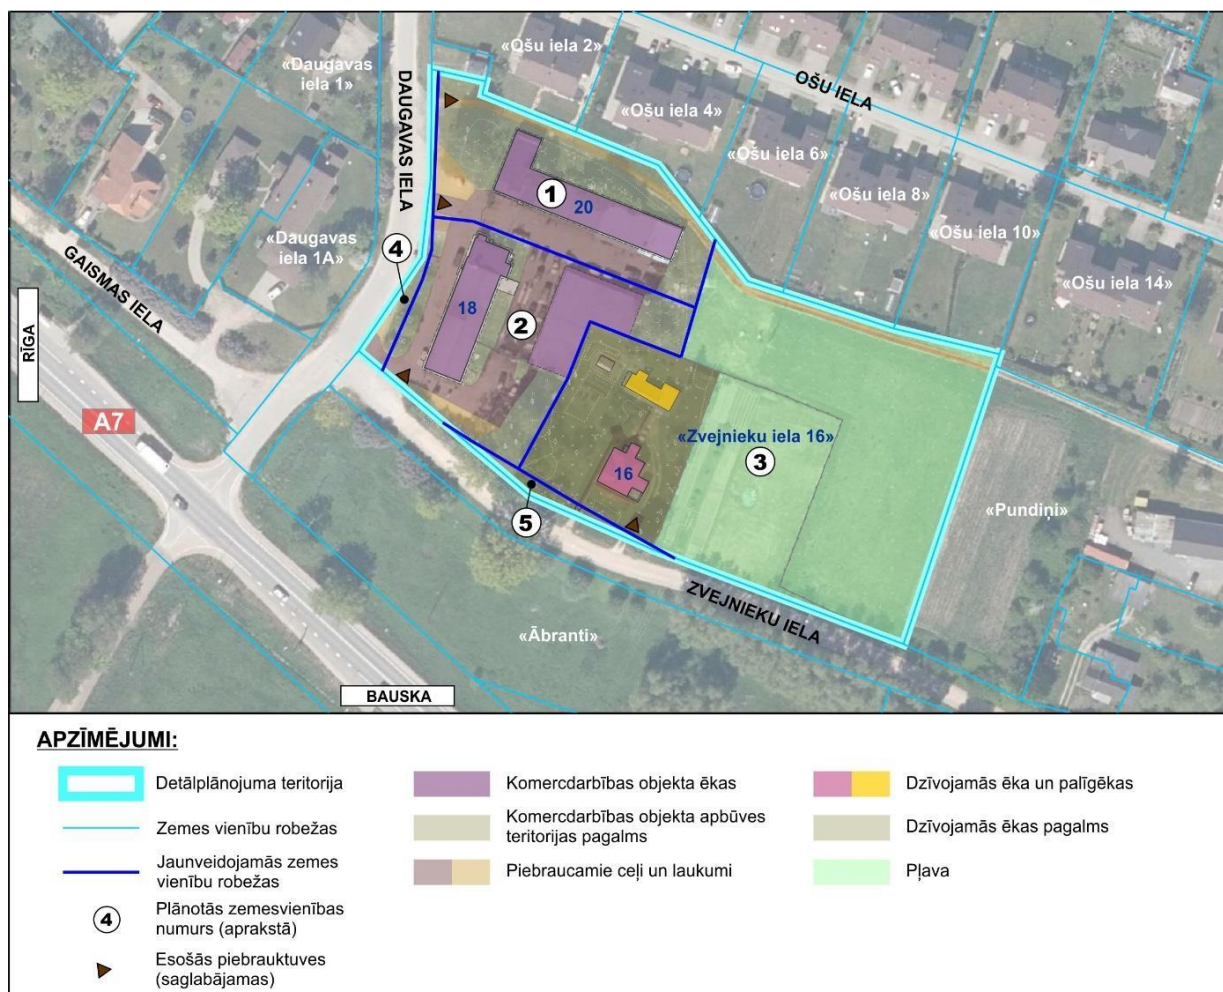 «Ošu iela 2»
«Daugavas
iela 1»
DAUGAVAS IELA
OŠU IELA
«Ošu iela 4»
«Ošu iela 6»
«Ošu iela 8»
«Ošu iela 10»
«Ošu iela 14»
1
20
«Daugavas
iela 1A»
4
GAISMAS IELA
RĪGA
18
2
A7
«Zvejnieku iela 16»
3
16
5
«Pundiņi»
ZVEJNIEKU IELA
«Ābranti»
BAUSKA
APZĪMĒJUMI:
Detālplānojuma teritorija
Zemes vienību robežas
Jaunveidojamās zemes
vienību robežas
4
Plānotās zemesvienības
numurs (aprakstā)
Esošās piebrauktuves
(saglabājamas)
Komercdarbības objekta ēkas
Komercdarbības objekta apbūves
teritorijas pagalms
Piebraucamie ceļi un laukumi
Dzīvojamās ēka un palīgēkas
Dzīvojamās ēkas pagalms
Pļava